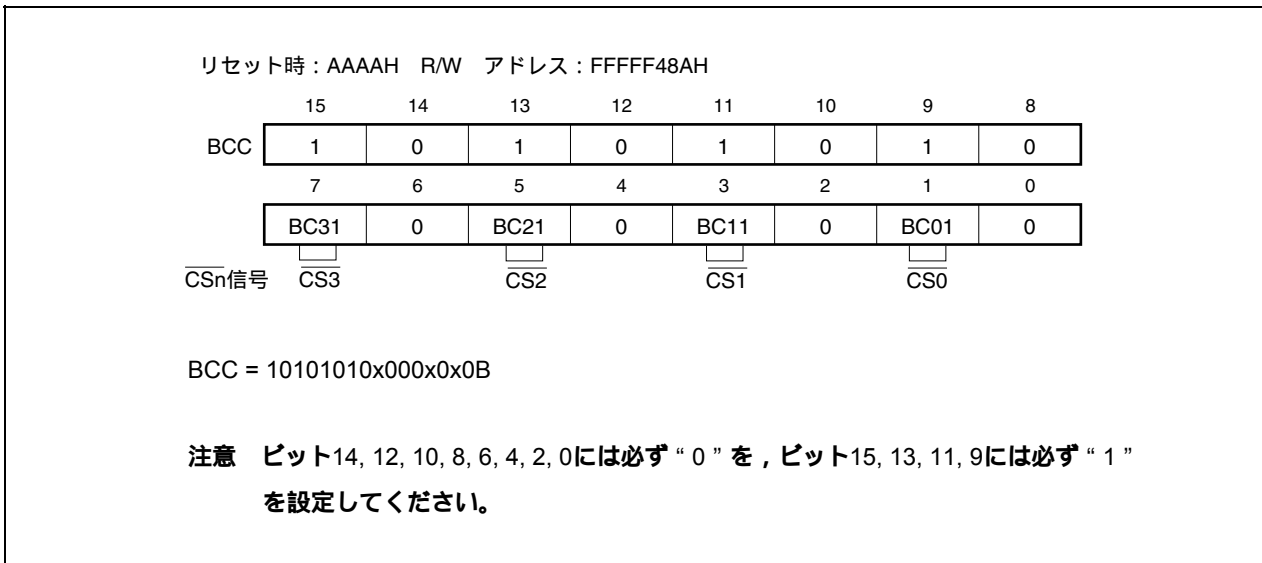 リセット時：AAAAH R/W アドレス：FFFFF48AH
15 14 13 12 11 10 9 8
BCC 1 0 1 0 1 0 1 0
7 6 5 4 3 2 1 0
BC31 0 BC21 0 BC11 0 BC01 0
CSn信号 CS3 CS2 CS1 CS0
BCC = 10101010x000x0x0B
注意 ビット14, 12, 10, 8, 6, 4, 2, 0には必ず“ 0 ”を，ビット15, 13, 11, 9には必ず“ 1 ”
を設定してください。